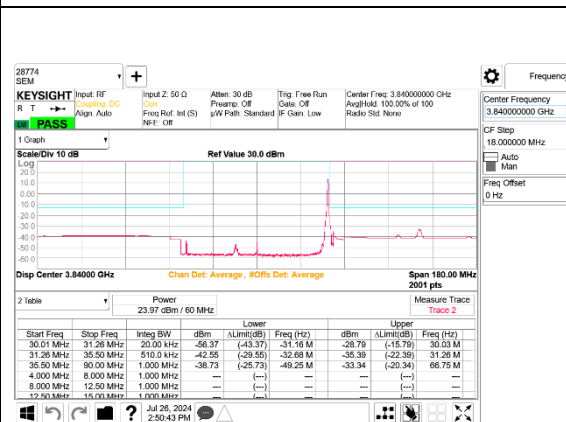 28774
SEM
Frequency
KEYSIGHT Input: RF Input Z: 50 Ω Atten: 30 dB Trig: Free Run Center Freq: 3.840000000 GHz
R T Coupling: DC Corr Preamp: Off Gate: Off Avg|Hold: 100.00% of 100
Align: Auto Freq Ref: Int (S) µW Path: Standard IF Gain: Low Radio Std: None
NFE: Off
PASS
Center Frequency
3.840000000 GHz
CF Step
18.000000 MHz
Auto
Man
Freq Offset
0 Hz
1 Graph
Scale/Div 10 dB Ref Value 30.0 dBm
Log
20.0
10.0
0.00
-10.0
-20.0
-30.0
-40.0
-50.0
-60.0
Disp Center 3.84000 GHz Chan Det: Average, #Offs Det: Average Span 180.00 MHz
2001 pts
2 Table Power Measure Trace
23.97 dBm / 60 MHz Trace 2
Lower Upper
Start Freq Stop Freq Integ BW dBm ΔLimit(dB) Freq (Hz) dBm ΔLimit(dB) Freq (Hz)
30.01 MHz 31.26 MHz 20.00 kHz -56.37 (-43.37) -31.16 M -28.79 (-15.79) 30.03 M
31.26 MHz 35.50 MHz 510.0 kHz -42.55 (-29.55) -32.68 M -35.39 (-22.39) 31.26 M
35.50 MHz 90.00 MHz 1.000 MHz -38.73 (-25.73) -49.25 M -33.34 (-20.34) 66.75 M
4.000 MHz 8.000 MHz 1.000 MHz --- (---) --- --- (---) ---
8.000 MHz 12.50 MHz 1.000 MHz --- (---) --- --- (---) ---
12.50 MHz 15.00 MHz 1.000 MHz --- (---) --- --- (---) ---
Jul 26, 2024
2:50:43 PM